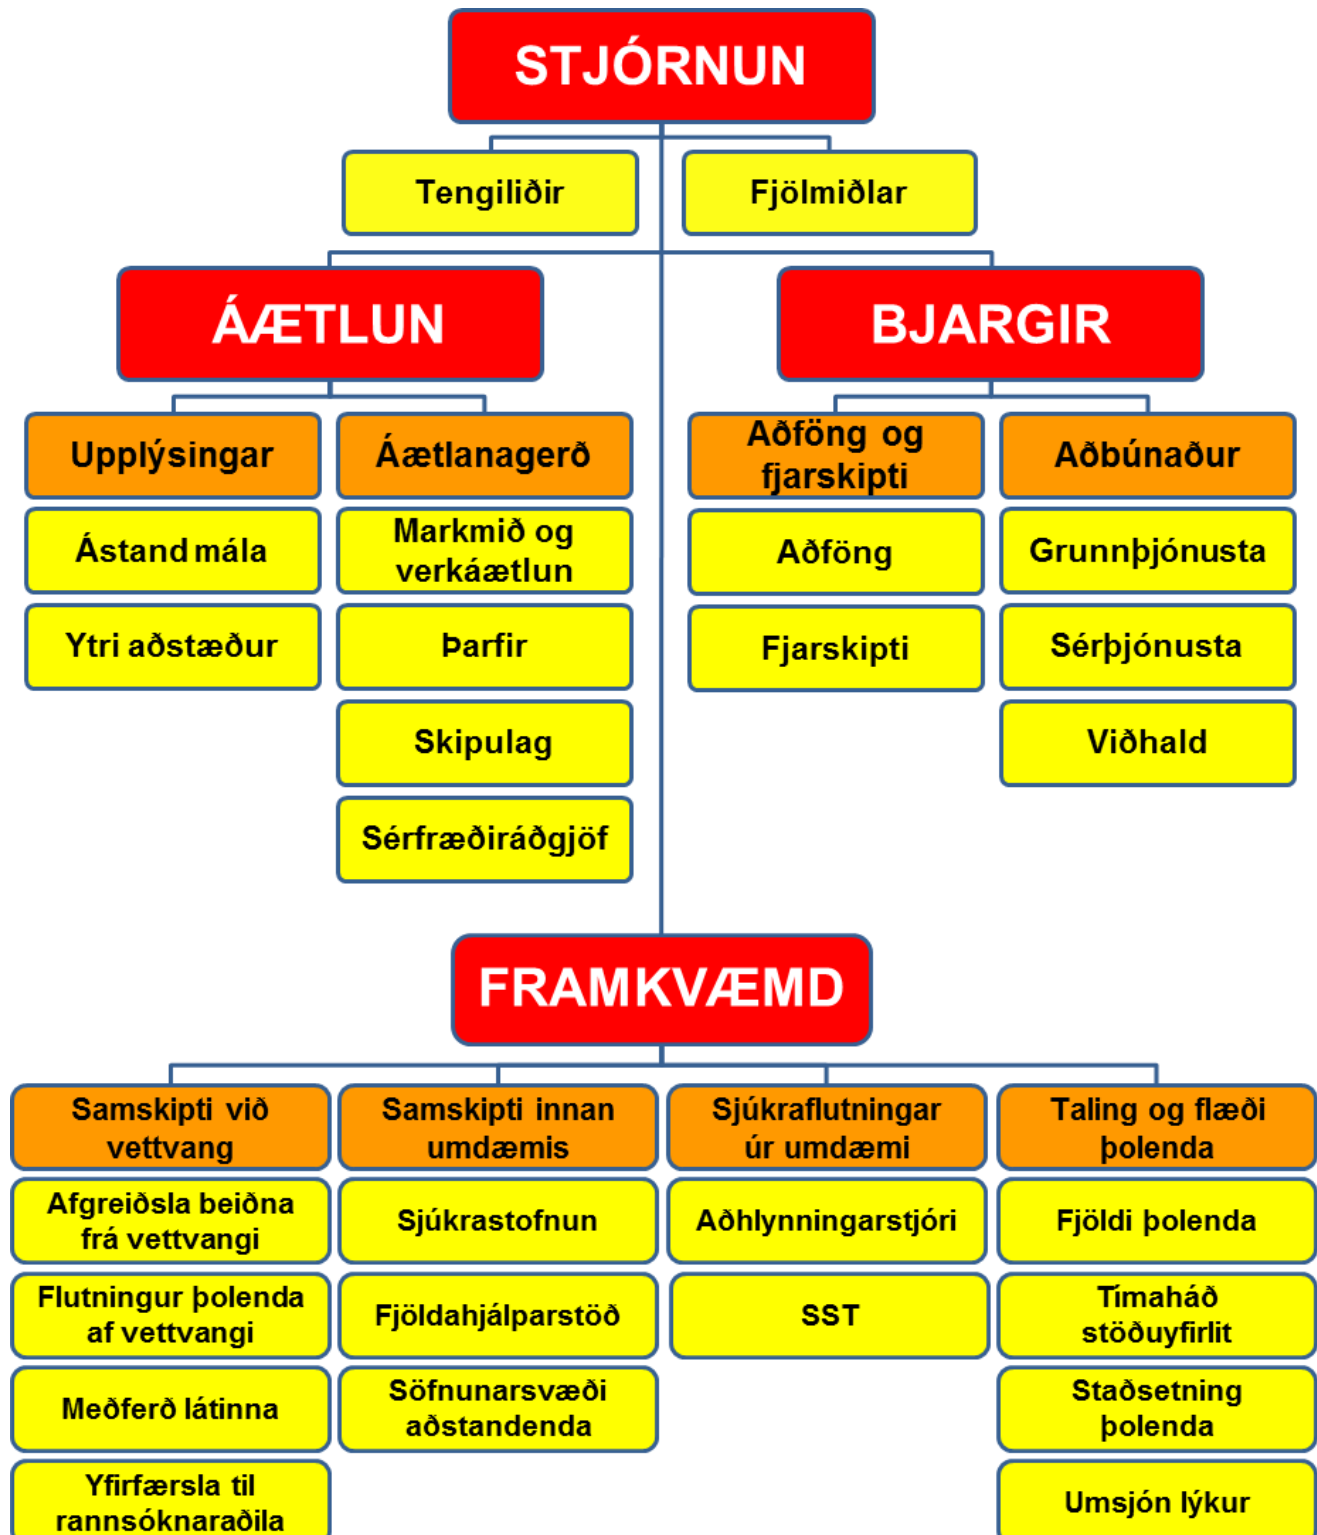 STJÓRNUN
Tengiliðir
Fjölmiðlar
ÁÆTLUN
BJARGIR
Upplýsingar
Ástand mála
Ytri aðstæður
Áætlanagerð
Markmið og
verkáætlun
Þarfir
Skipulag
Sérfræðiráðgjöf
Aðföng og
fjarskipti
Aðföng
Fjarskipti
Aðbúnaður
Grunnþjónusta
Sérþjónusta
Viðhald
FRAMKVÆMD
Samskipti við
vettvang
Afgreiðsla beiðna
frá vettvangi
Flutningur þolenda
af vettvangi
Meðferð látinna
Yfirfærsla til
rannsóknaraðila
Samskipti innan
umdæmis
Sjúkrastofnun
Fjöldahjálparstöð
Söfnunarsvæði
aðstandenda
Sjúkraflutningar
úr umdæmi
Aðhlynningarstjóri
SST
Taling og flæði
þolenda
Fjöldi þolenda
Tímaháð
stöðuyfirlit
Staðsetning
þolenda
Umsjón lýkur